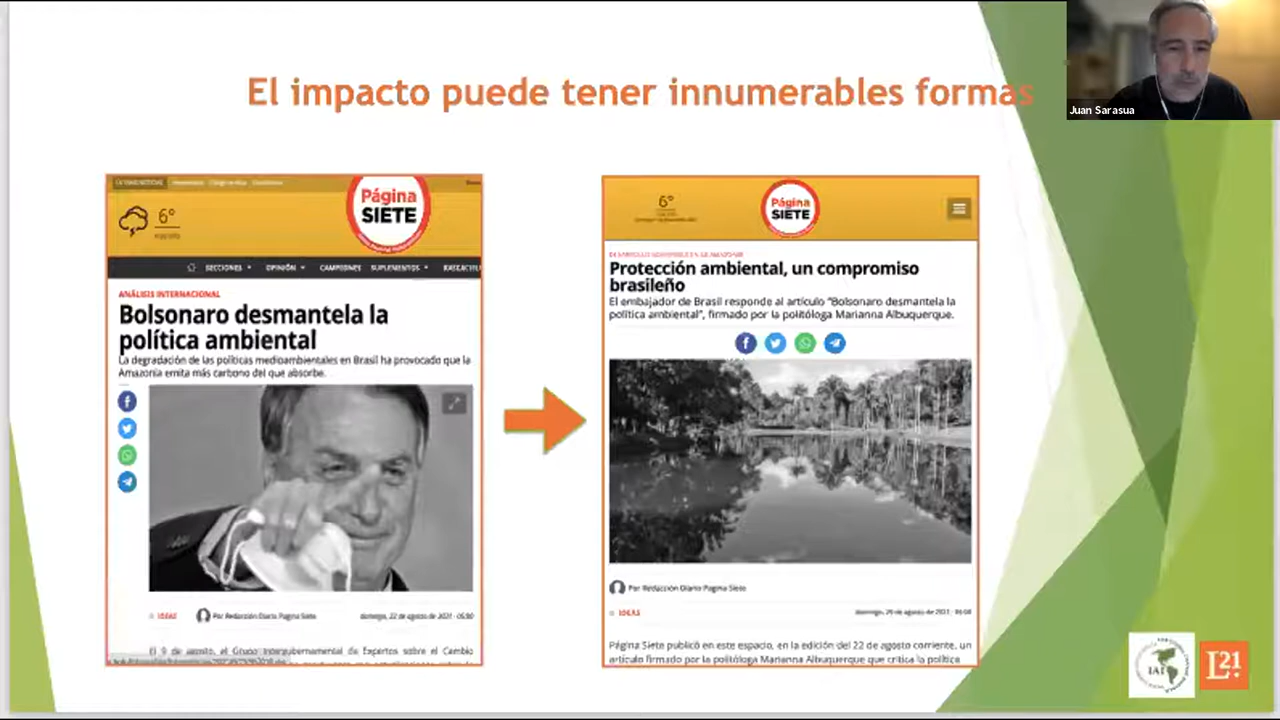 El impacto puede tener innumerables formas
Juan Sarasua
Página
SIETE
6°
SECCIONES OPINIÓN CAMPEONES SUPLEMENTOS
ANÁLISIS INTERNACIONAL
Bolsonaro desmantela la
política ambiental
La degradación de las políticas medioambientales en Brasil ha provocado que la
Amazonía emita más carbono del que absorbe.
IDEAS
Por Redacción Diario Página Siete
domingo, 22 de agosto de 2021 · 05:00
El 9 de agosto, el Grupo Intergubernamental de Expertos sobre el Cambio
6°
Página
SIETE
Protección ambiental, un compromiso
brasileño
El embajador de Brasil responde al artículo “Bolsonaro desmantela la
política ambiental”, firmado por la politóloga Marianna Albuquerque.
Por Redacción Diario Página Siete
IDEAS
domingo, 29 de agosto de 2021 ·
Página Siete publicó en este espacio, en la edición del 22 de agosto corriente, un
artículo firmado por la politóloga Marianna Albuquerque que critica la política
IAI
L21